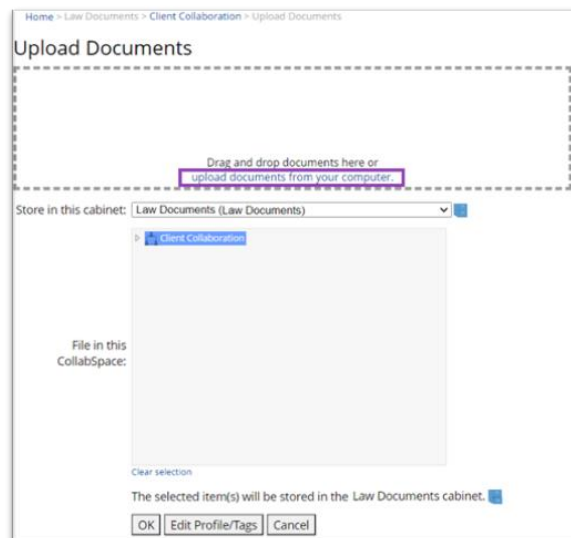 Home > Law Documents > Client Collaboration > Upload Documents
Upload Documents
Drag and drop documents here or
upload documents from your computer.
Store in this cabinet: Law Documents (Law Documents)
Client Collaboration
File in this
CollabSpace:
Clear selection
The selected item(s) will be stored in the Law Documents cabinet.
OK Edit Profile/Tags Cancel